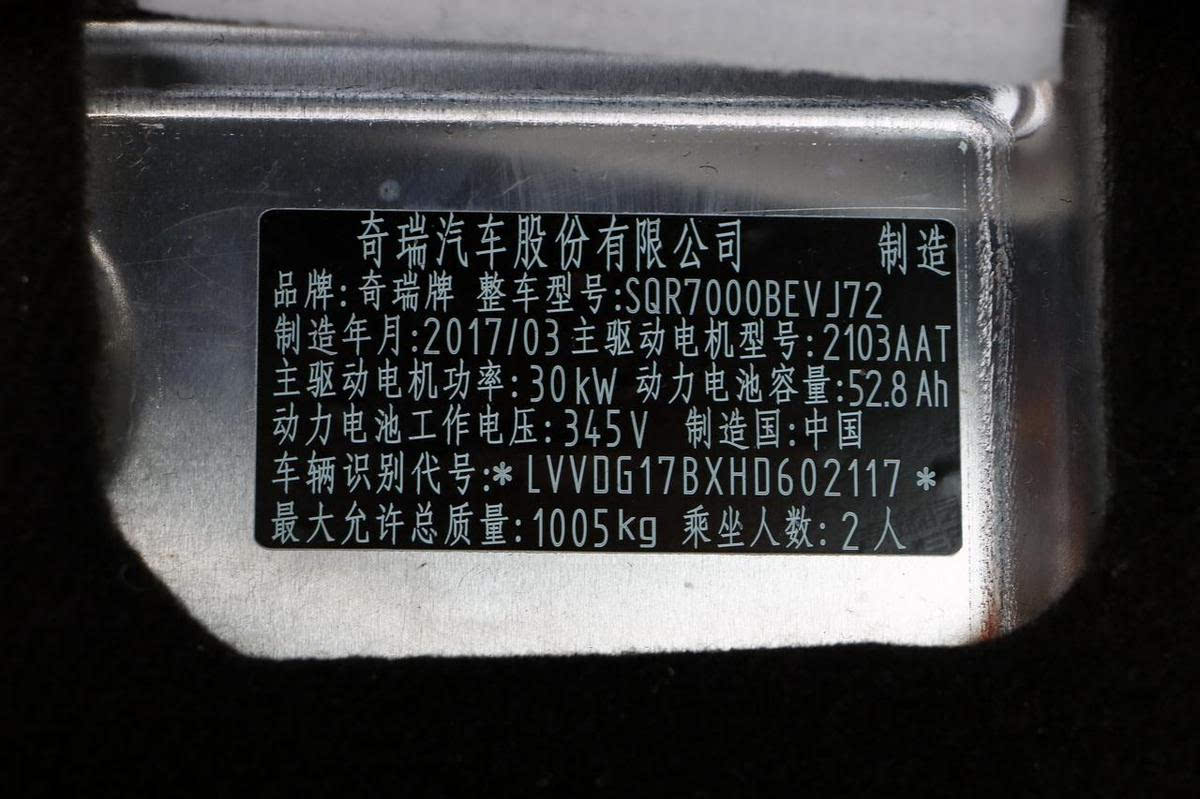 奇瑞汽车股份有限公司 制造
品牌:奇瑞牌 整车型号:SQR7000BEVJ72
制造年月:2017/03 主驱动电机型号:2103AAT
主驱动电机功率:30kW 动力电池容量:52.8Ah
动力电池工作电压:345V 制造国:中国
车辆识别代号:*LVVDG17BXHD602117*
最大允许总质量:1005kg 乘坐人数:2人